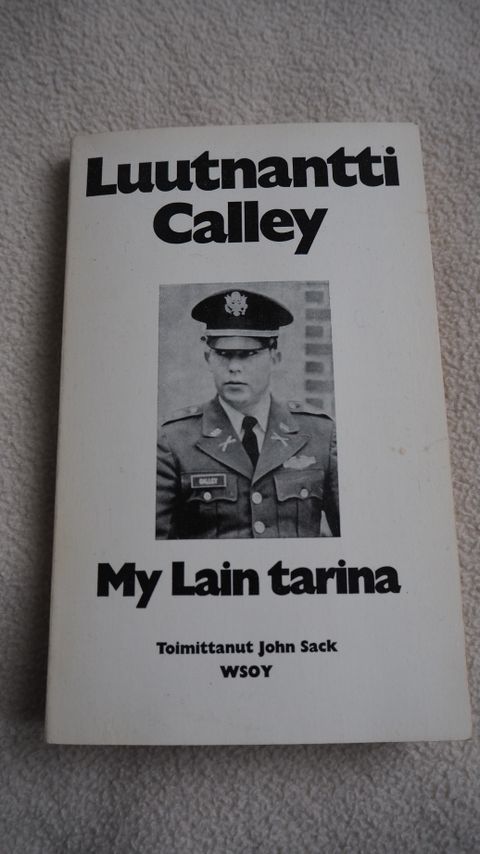 Luutnantti
Calley
CALLEY
My Lain tarina
Toimittanut John Sack
WSOY